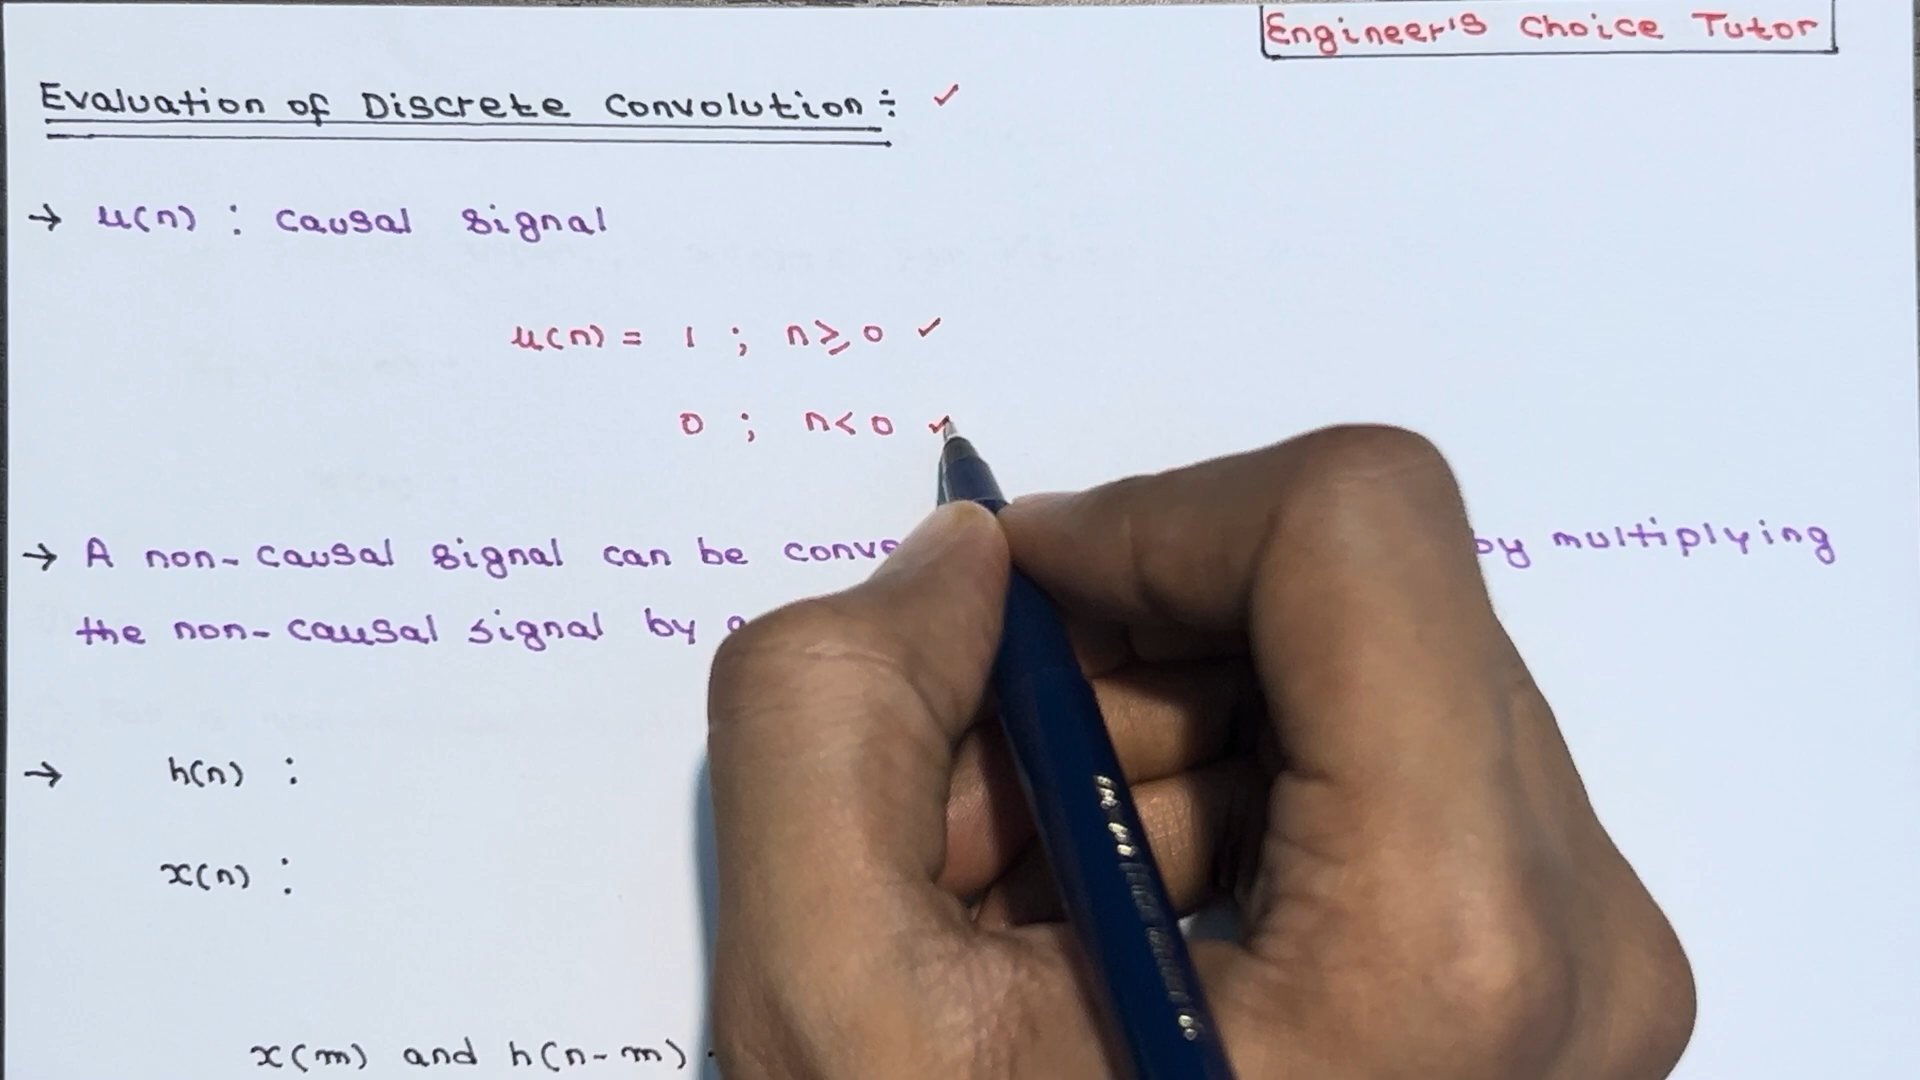 Engineer's Choice Tutor
Evaluation of Discrete Convolution :
→ u(n) : causal signal
u(n) = 1 ; n ≥ 0 ✓
0 ; n < 0 ✓
→ A non-causal signal can be by multiplying
the non-causal signal by
→ h(n) :
x(n) :
x(m) and h(n-m)